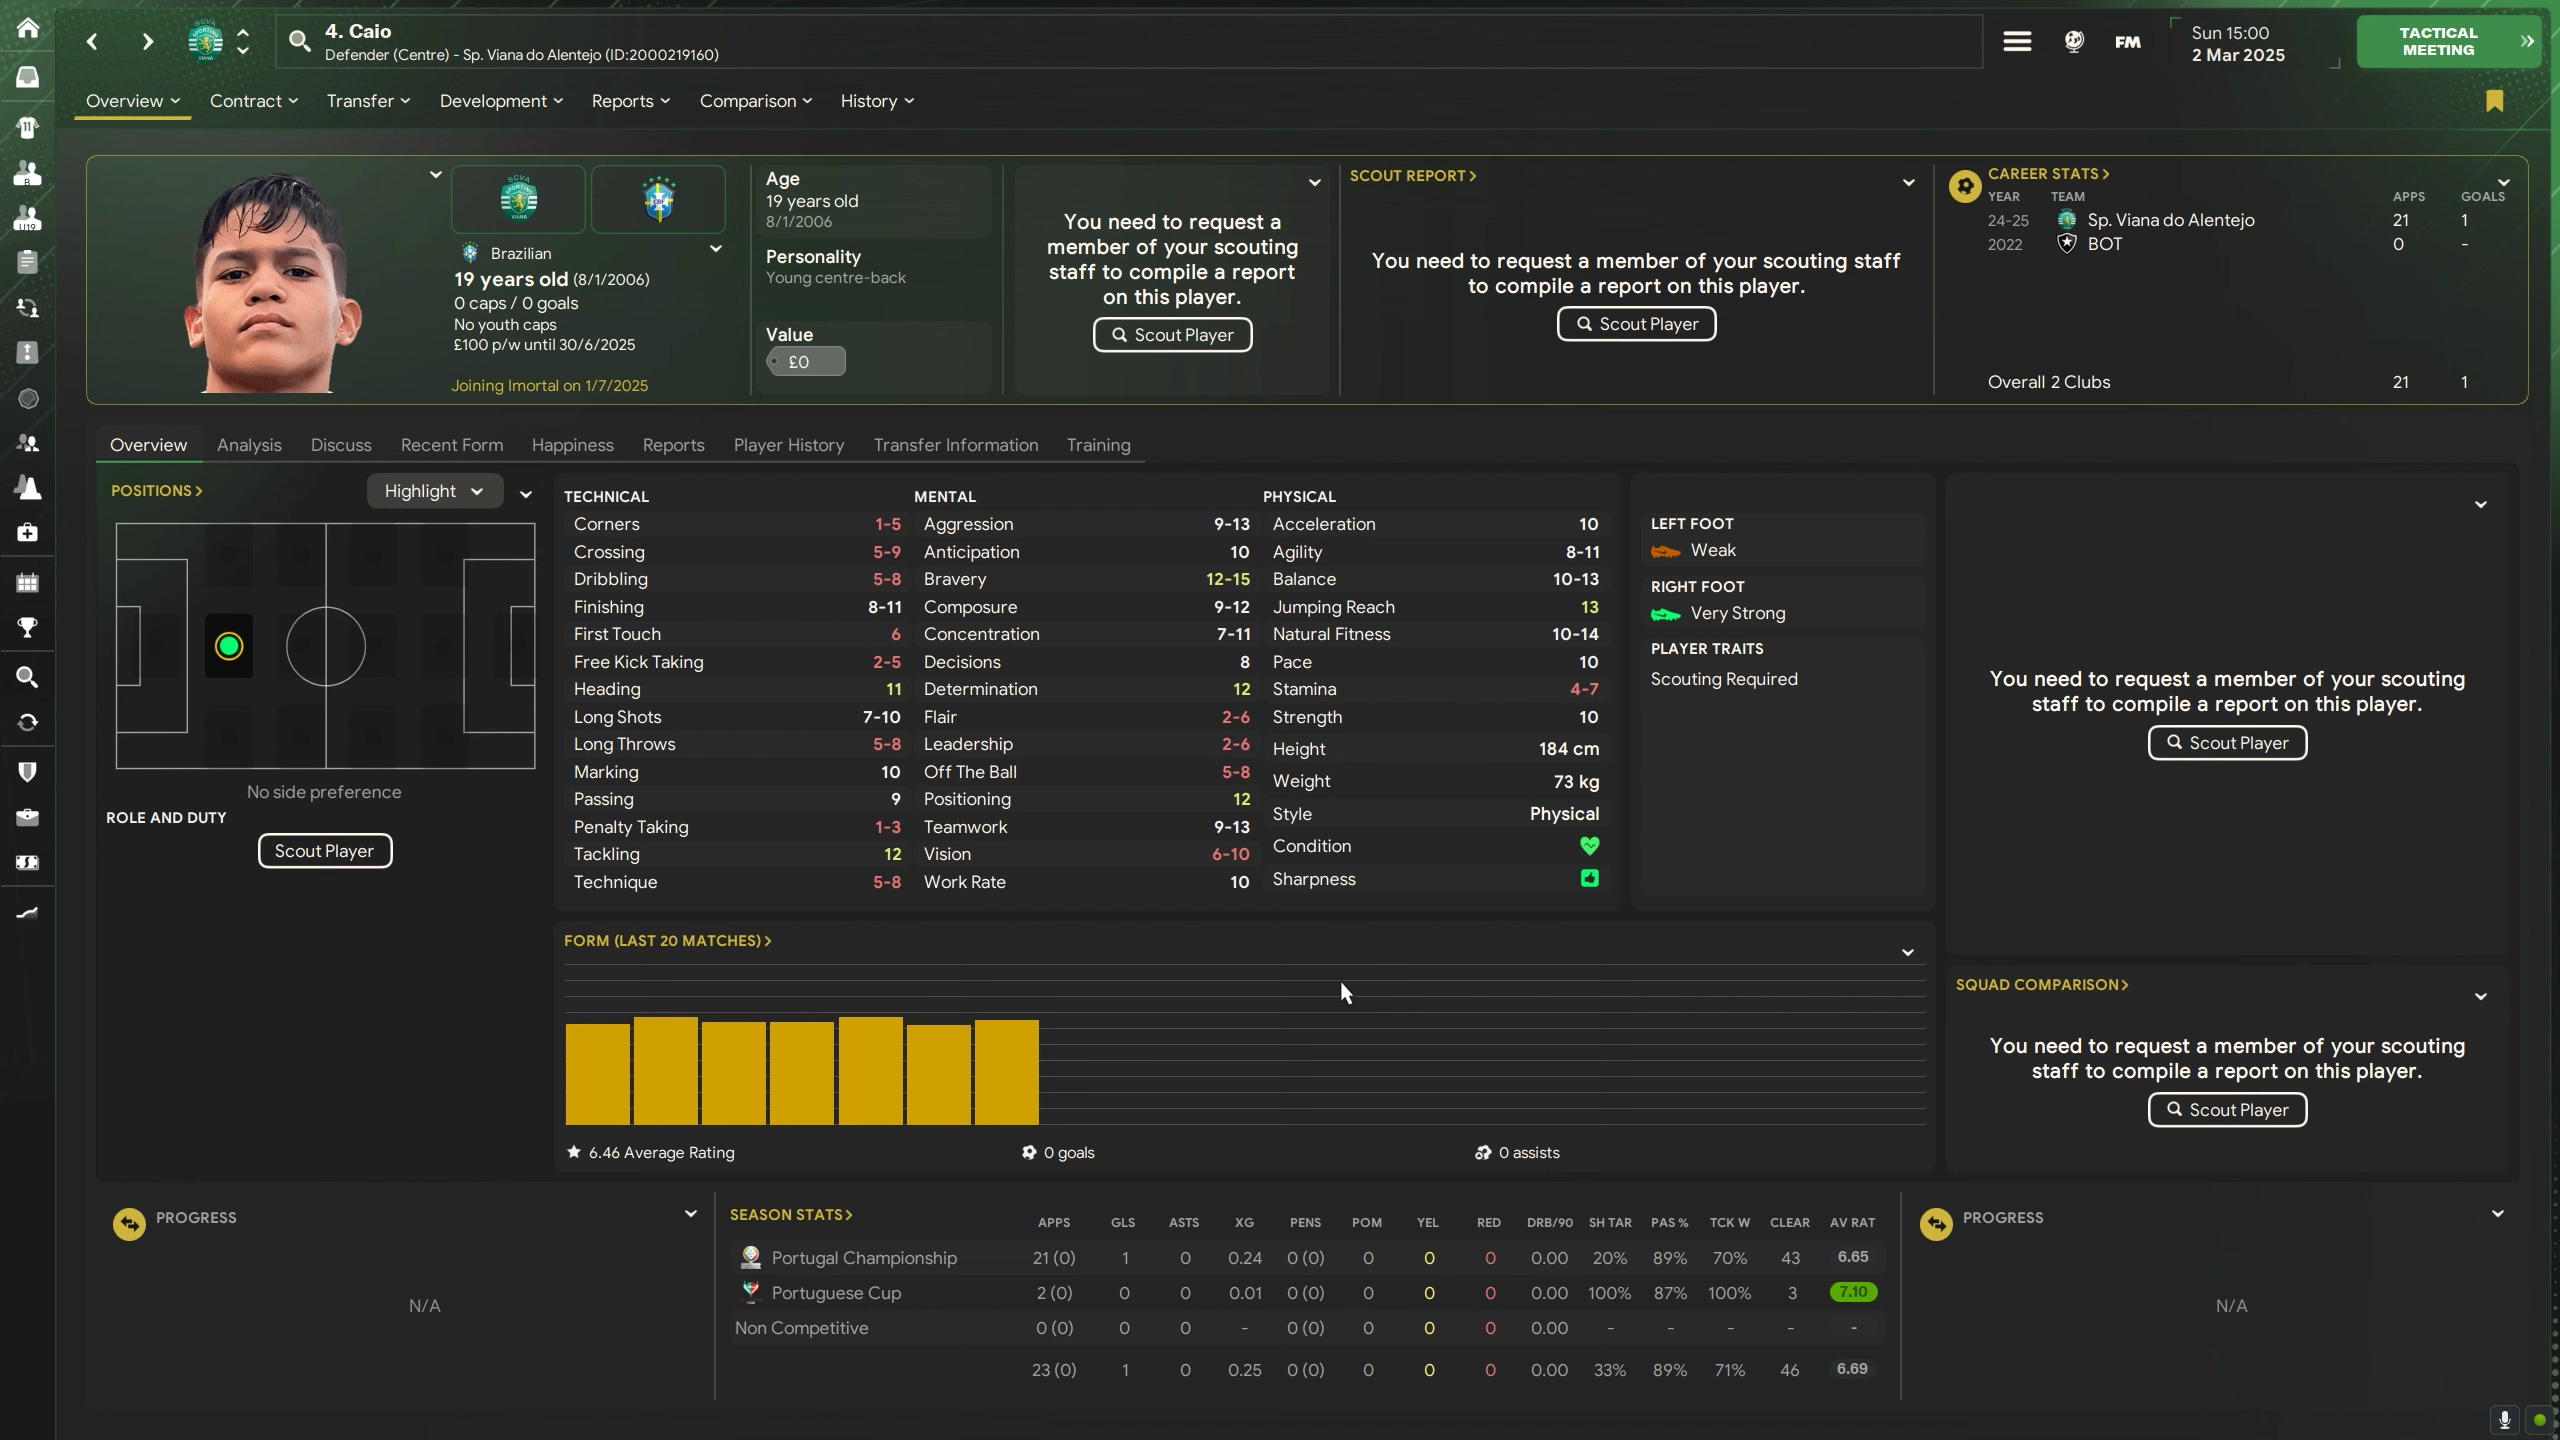 4. Caio
Defender (Centre) - Sp. Viana do Alentejo (ID:2000219160)
FM
Sun 15:00
2 Mar 2025
TACTICAL
MEETING
Overview
Contract
Transfer
Development
Reports
Comparison
History
Brazilian
19 years old (8/1/2006)
0 caps / 0 goals
No youth caps
£100 p/w until 30/6/2025
Joining Imortal on 1/7/2025
Age
19 years old
8/1/2006
Personality
Young centre-back
Value
£0
You need to request a
member of your scouting
staff to compile a report
on this player.
Scout Player
SCOUT REPORT >
You need to request a member of your scouting staff
to compile a report on this player.
Scout Player
CAREER STATS >
YEAR TEAM APPS GOALS
24-25 Sp. Viana do Alentejo 21 1
2022 BOT 0 -
Overall 2 Clubs 21 1
Overview Analysis Discuss Recent Form Happiness Reports Player History Transfer Information Training
POSITIONS >
Highlight
No side preference
ROLE AND DUTY
Scout Player
TECHNICAL
Corners 1-5
Crossing 5-9
Dribbling 5-8
Finishing 8-11
First Touch 6
Free Kick Taking 2-5
Heading 11
Long Shots 7-10
Long Throws 5-8
Marking 10
Passing 9
Penalty Taking 1-3
Tackling 12
Technique 5-8
MENTAL
Aggression 9-13
Anticipation 10
Bravery 12-15
Composure 9-12
Concentration 7-11
Decisions 8
Determination 12
Flair 2-6
Leadership 2-6
Off The Ball 5-8
Positioning 12
Teamwork 9-13
Vision 6-10
Work Rate 10
PHYSICAL
Acceleration 10
Agility 8-11
Balance 10-13
Jumping Reach 13
Natural Fitness 10-14
Pace 10
Stamina 4-7
Strength 10
Height 184 cm
Weight 73 kg
Style Physical
Condition
Sharpness
LEFT FOOT
Weak
RIGHT FOOT
Very Strong
PLAYER TRAITS
Scouting Required
You need to request a member of your scouting
staff to compile a report on this player.
Scout Player
FORM (LAST 20 MATCHES) >
6.46 Average Rating
0 goals
0 assists
SQUAD COMPARISON >
You need to request a member of your scouting
staff to compile a report on this player.
Scout Player
PROGRESS
N/A
SEASON STATS > APPS GLS ASTS XG PENS POM YEL RED DRB/90 SH TAR PAS % TCK W CLEAR AV RAT
Portugal Championship 21 (0) 1 0 0.24 0 (0) 0 0 0 0.00 20% 89% 70% 43 6.65
Portuguese Cup 2 (0) 0 0 0.01 0 (0) 0 0 0 0.00 100% 87% 100% 3 7.10
Non Competitive 0 (0) 0 0 - 0 (0) 0 0 0 0.00 - - - - -
23 (0) 1 0 0.25 0 (0) 0 0 0 0.00 33% 89% 71% 46 6.69
PROGRESS
N/A